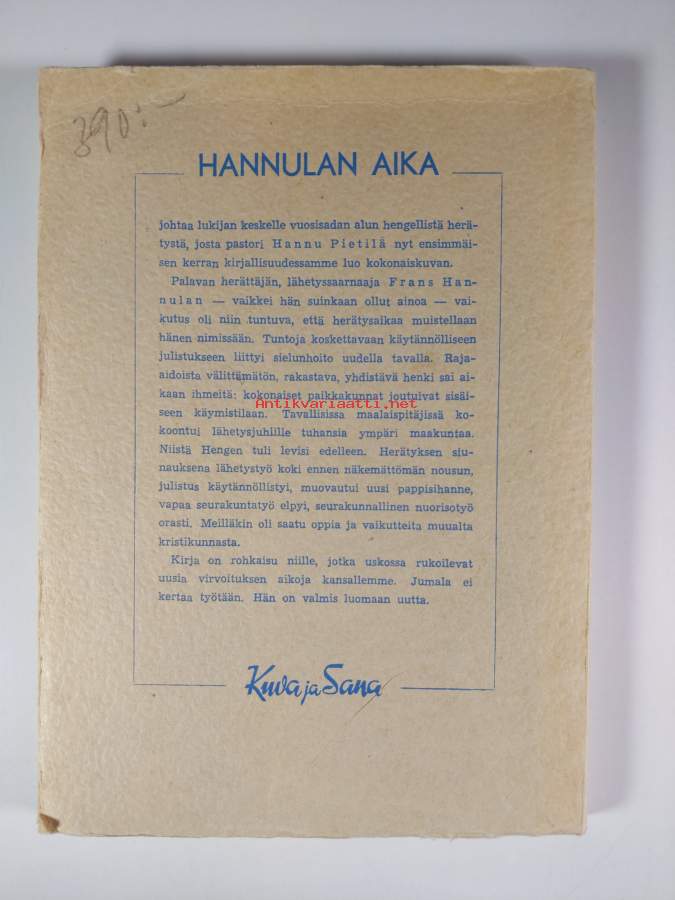 390:-
HANNULAN AIKA
johtaa lukijan keskelle vuosisadan alun hengellistä herä-
tystä, josta pastori Hannu Pietilä nyt ensimmäi-
sen kerran kirjallisuudessamme luo kokonaiskuvan.
Palavan herättäjän, lähetyssaarnaaja Frans Han-
nulan — vaikkei hän suinkaan ollut ainoa — vai-
kutus oli niin tuntuva, että herätysaikaa muistellaan
hänen nimissään. Tuntoja koskettavaan käytännölliseen
julistukseen liittyi sielunhoito uudella tavalla. Raja-
aidoista välittämätön, rakastava, yhdistävä henki sai ai-
kaan ihmeitä: kokonaiset paikkakunnat joutuivat sisäi-
Antikvariaatti.net
seen käymistilaan. Tavallisissa maalaispitäjissä ko-
koontui lähetysjuhlille tuhansia ympäri maakuntaa.
Niistä Hengen tuli levisi edelleen. Herätyksen siu-
nauksena lähetystyö koki ennen näkemättömän nousun,
julistus käytännöllistyi, muovautui uusi pappisihanne,
vapaa seurakuntatyö elpyi, seurakunnallinen nuorisotyö
orasti. Meilläkin oli saatu oppia ja vaikutteita muualta
kristikunnasta.
Kirja on rohkaisu niille, jotka uskossa rukoilevat
uusia virvoituksen aikoja kansallemme. Jumala ei
kertaa työtään. Hän on valmis luomaan uutta.
Kuva ja Sana